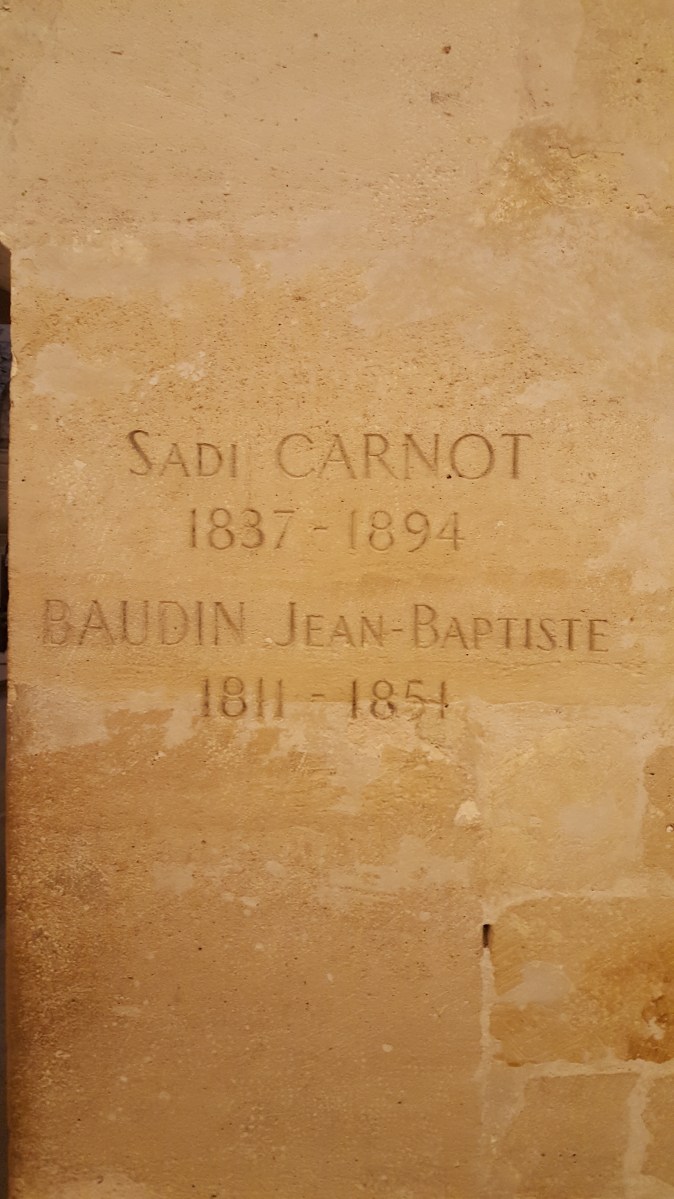 Sadi CARNOT
1837 - 1894
BAUDIN Jean-Baptiste
1811 - 1851